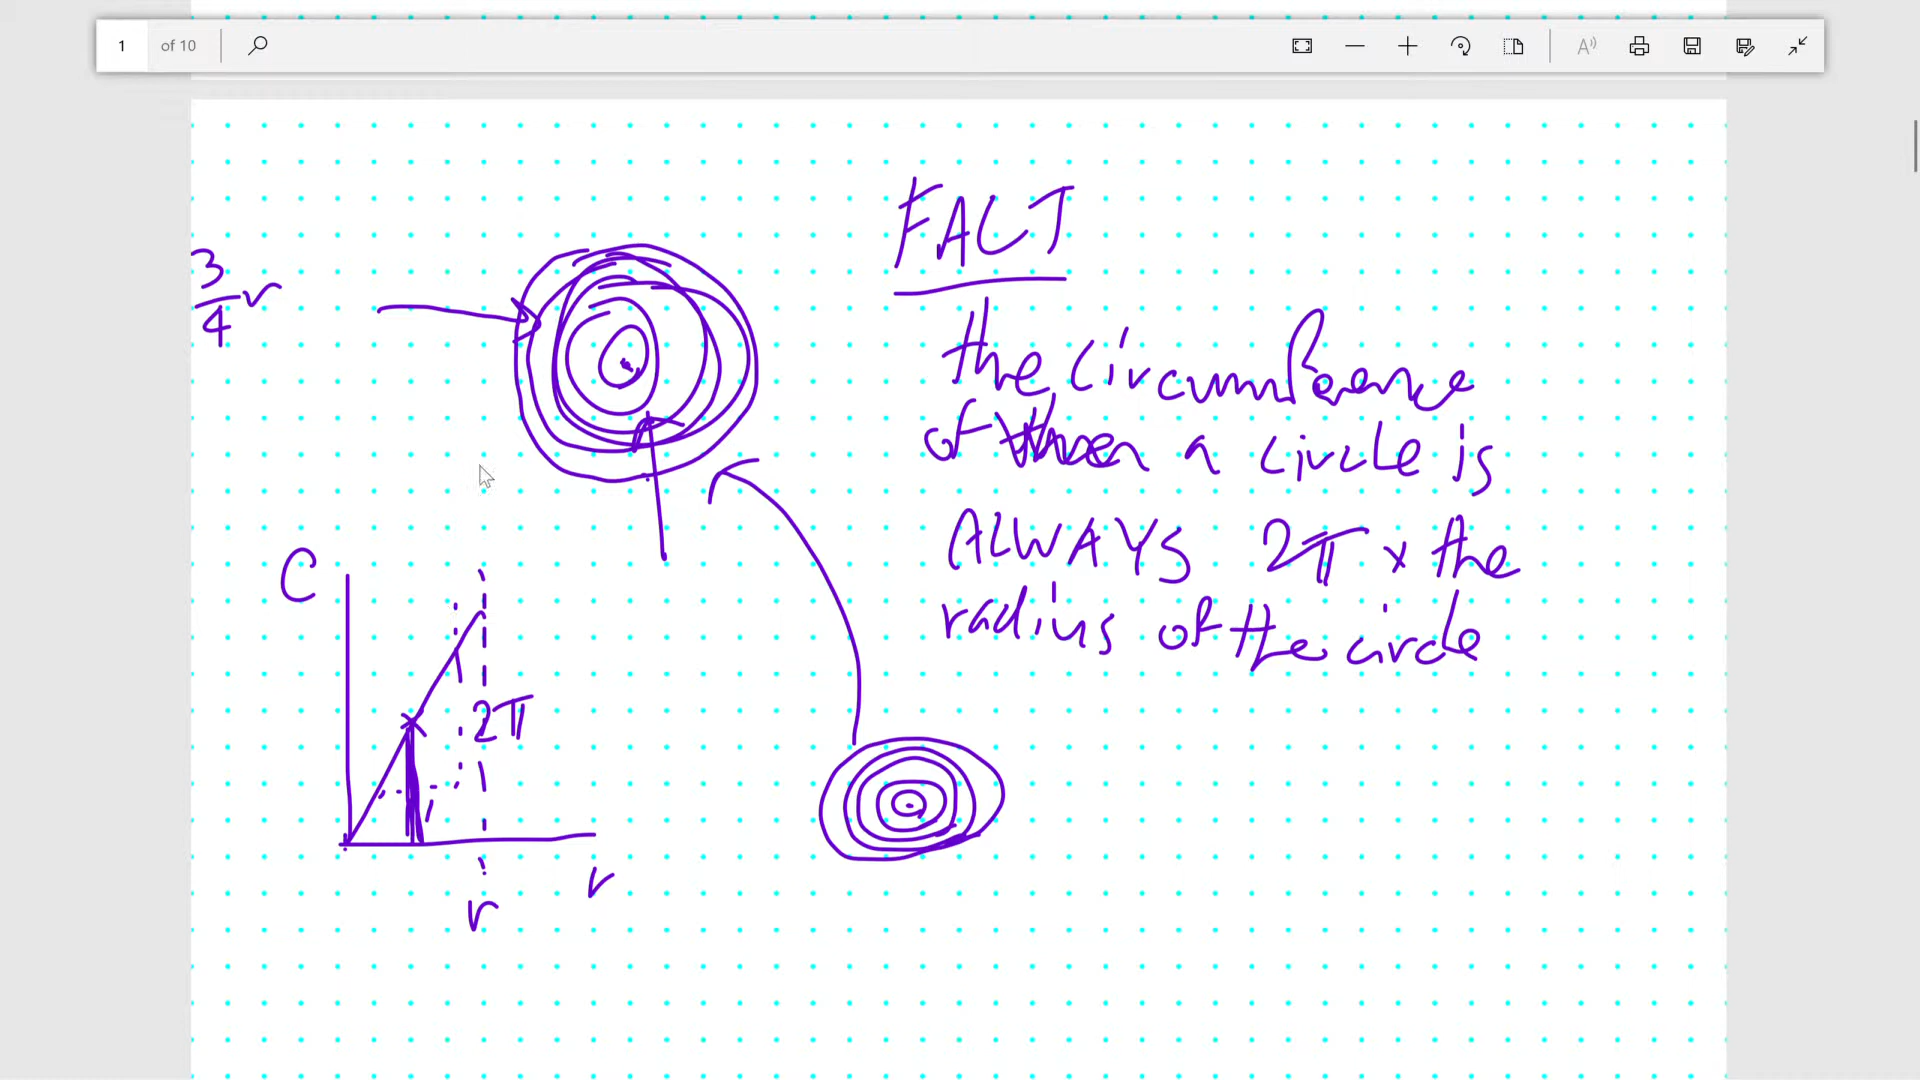 1 of 10
FACT
3/4 r
the circumference
of a circle is
ALWAYS 2π × the
radius of the circle
C
2π
r
r